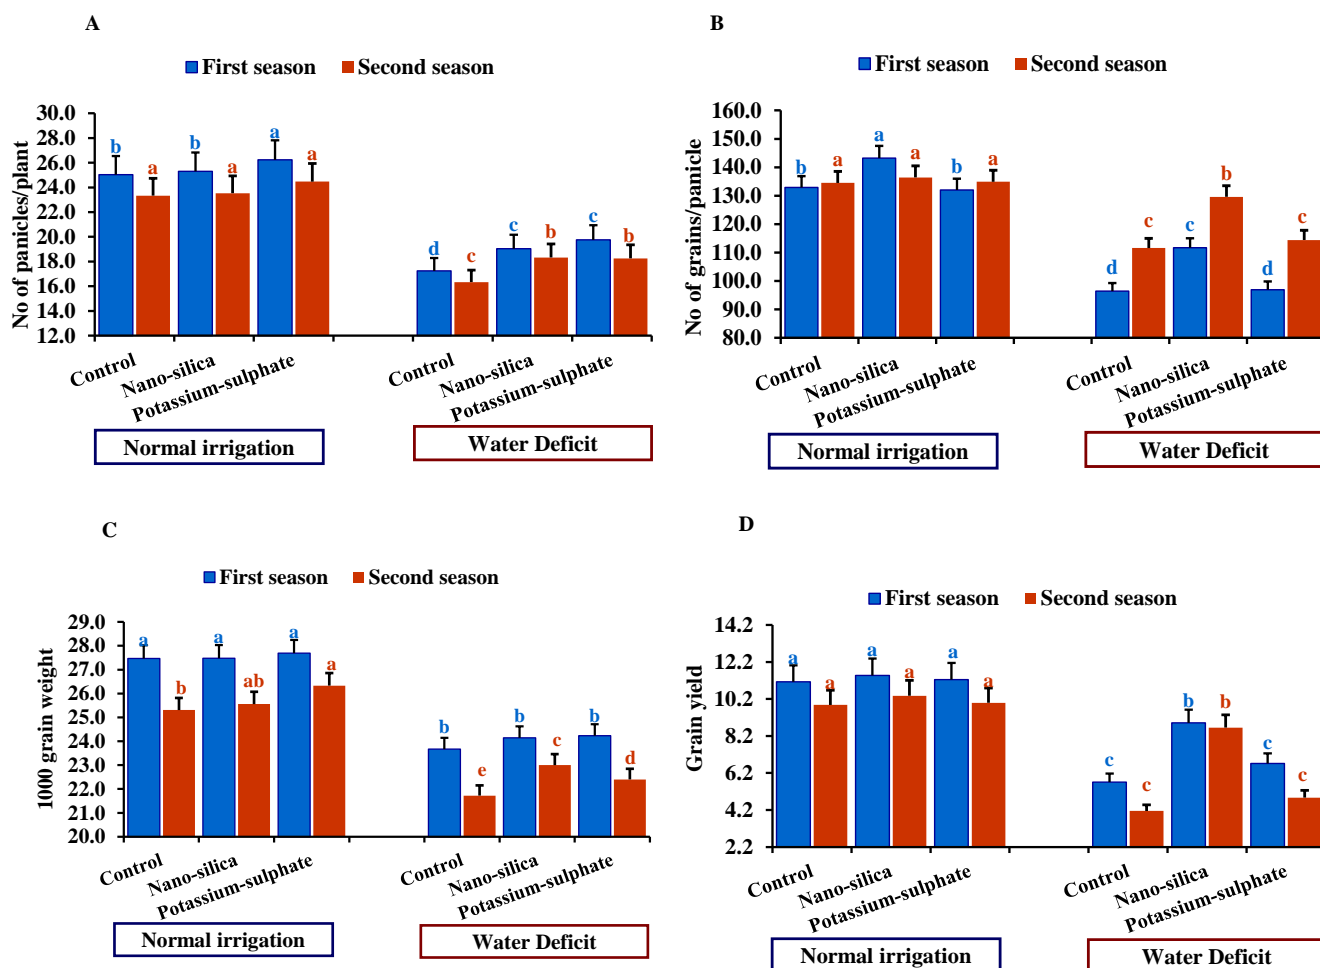 A
First season Second season
No of panicles/plant
30.0
28.0
26.0
24.0
22.0
20.0
18.0
16.0
14.0
12.0
b a b a a a d c c b c b
Control Nano-silica Potassium-sulphate Control Nano-silica Potassium-sulphate
Normal irrigation Water Deficit
B
First season Second season
No of grains/panicle
160.0
150.0
140.0
130.0
120.0
110.0
100.0
90.0
80.0
b a a a b a d c c b d c
Control Nano-silica Potassium-sulphate Control Nano-silica Potassium-sulphate
Normal irrigation Water Deficit
C
First season Second season
1000 grain weight
29.0
28.0
27.0
26.0
25.0
24.0
23.0
22.0
21.0
20.0
a b a ab a a b e b c b d
Control Nano-silica Potassium-sulphate Control Nano-silica Potassium-sulphate
Normal irrigation Water Deficit
D
First season Second season
Grain yield
14.2
12.2
10.2
8.2
6.2
4.2
2.2
a a a a a a c c b b c c
Control Nano-silica Potassium-sulphate Control Nano-silica Potassium-sulphate
Normal irrigation Water Deficit